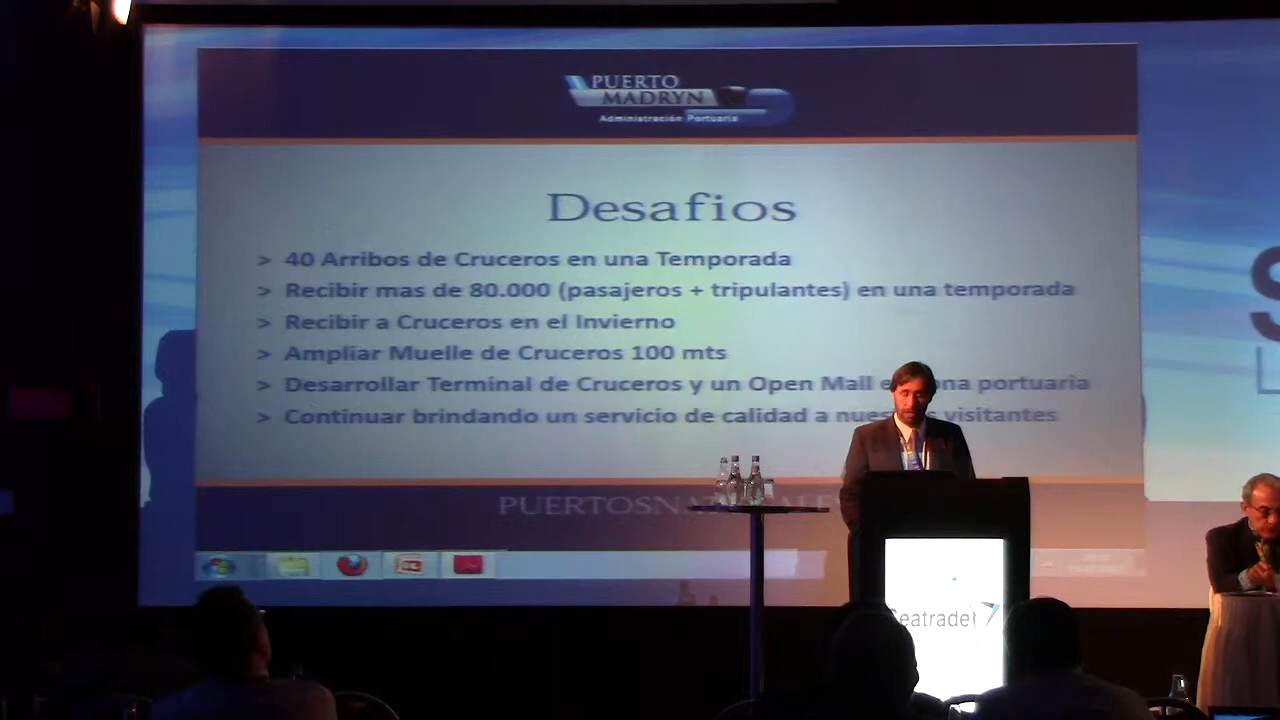 PUERTO
MADRYN
Administración Portuaria
Desafios
> 40 Arribos de Cruceros en una Temporada
> Recibir mas de 80.000 (pasajeros + tripulantes) en una temporada
> Recibir a Cruceros en el Invierno
> Ampliar Muelle de Cruceros 100 mts
> Desarrollar Terminal de Cruceros y un Open Mall portuaria
> Continuar brindando un servicio de calidad a visitantes
Seatrade